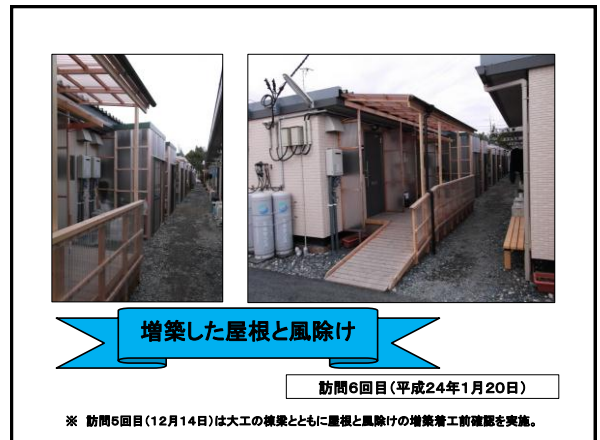 増築した屋根と風除け
訪問6回目(平成24年1月20日)
※ 訪問5回目(12月14日)は大工の棟梁とともに屋根と風除けの増築着工前確認を実施。